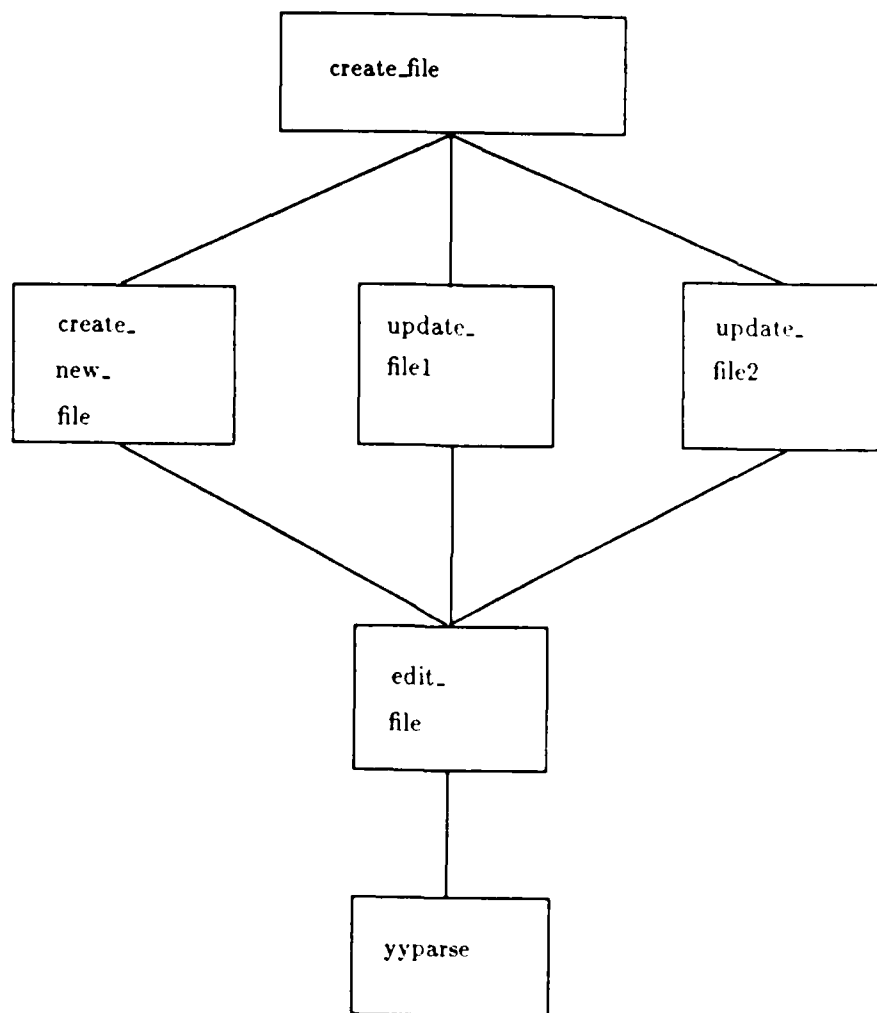 create_file
create_
new_
file
update_
file1
update_
file2
edit_
file
yyparse